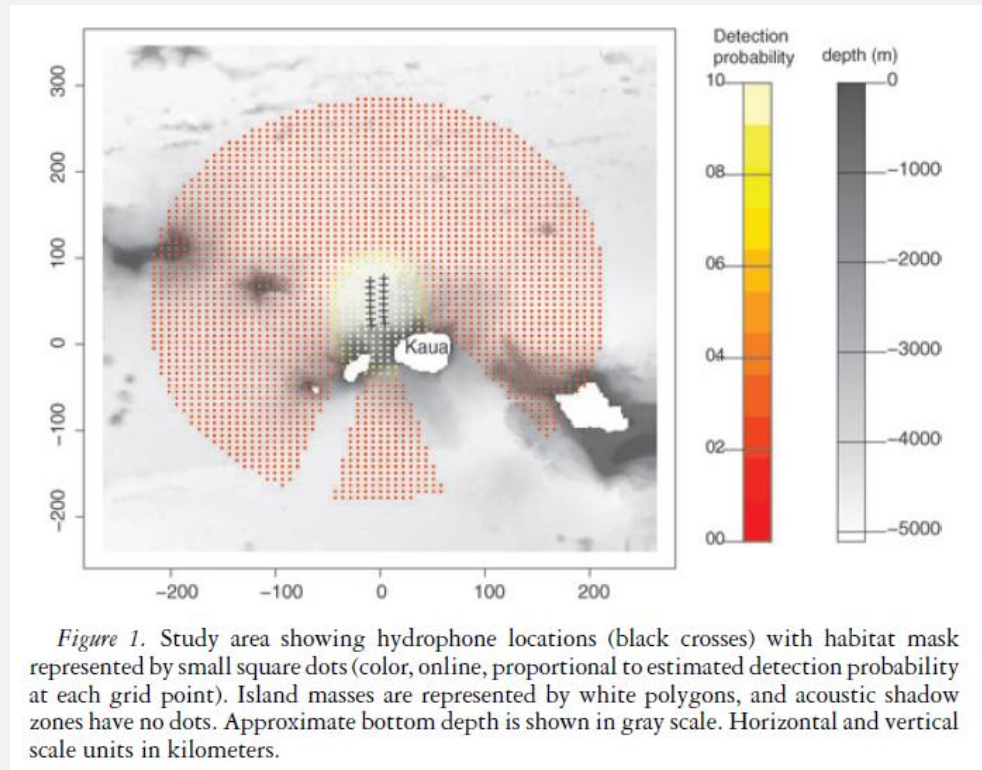 Detection
probability
depth (m)
10
08
06
04
02
00
0
−1000
−2000
−3000
−4000
−5000
300
200
100
0
−100
−200
Kaua
−200
−100
0
100
200
Figure 1. Study area showing hydrophone locations (black crosses) with habitat mask
represented by small square dots (color, online, proportional to estimated detection probability
at each grid point). Island masses are represented by white polygons, and acoustic shadow
zones have no dots. Approximate bottom depth is shown in gray scale. Horizontal and vertical
scale units in kilometers.